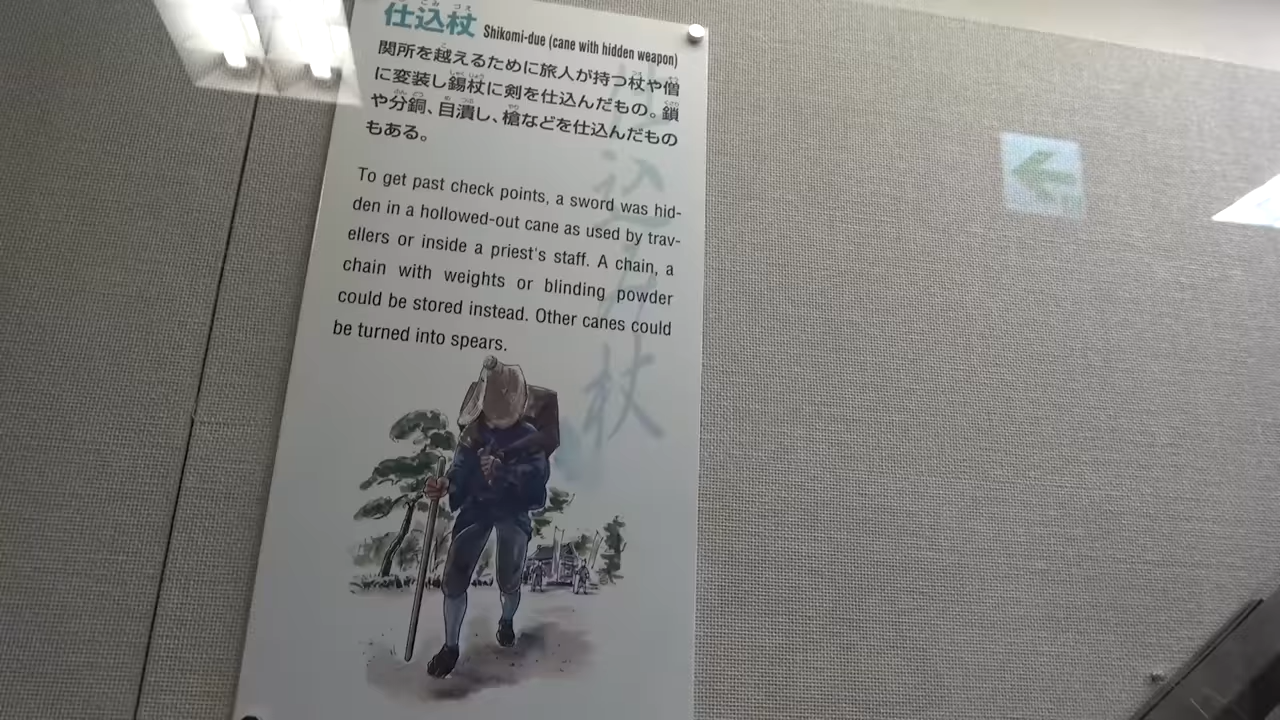 仕込杖 Shikomi-due (cane with hidden weapon)
関所を越えるために旅人が持つ杖や僧
に変装し錫杖に剣を仕込んだもの。鎖
や分銅、目潰し、槍などを仕込んだもの
もある。
To get past check points, a sword was hid-
den in a hollowed-out cane as used by trav-
ellers or inside a priest's staff. A chain, a
chain with weights or blinding powder
could be stored instead. Other canes could
be turned into spears.
仕込杖